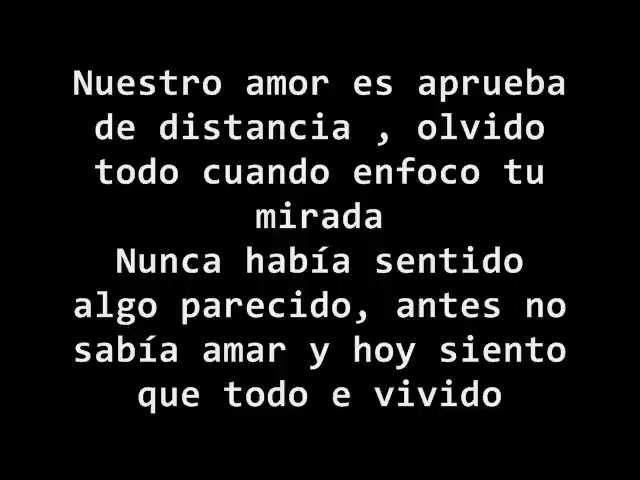 Nuestro amor es aprueba
de distancia , olvido
todo cuando enfoco tu
mirada
Nunca había sentido
algo parecido, antes no
sabía amar y hoy siento
que todo e vivido